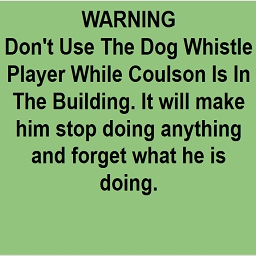 WARNING
Don't Use The Dog Whistle
Player While Coulson Is In
The Building. It will make
him stop doing anything
and forget what he is
doing.